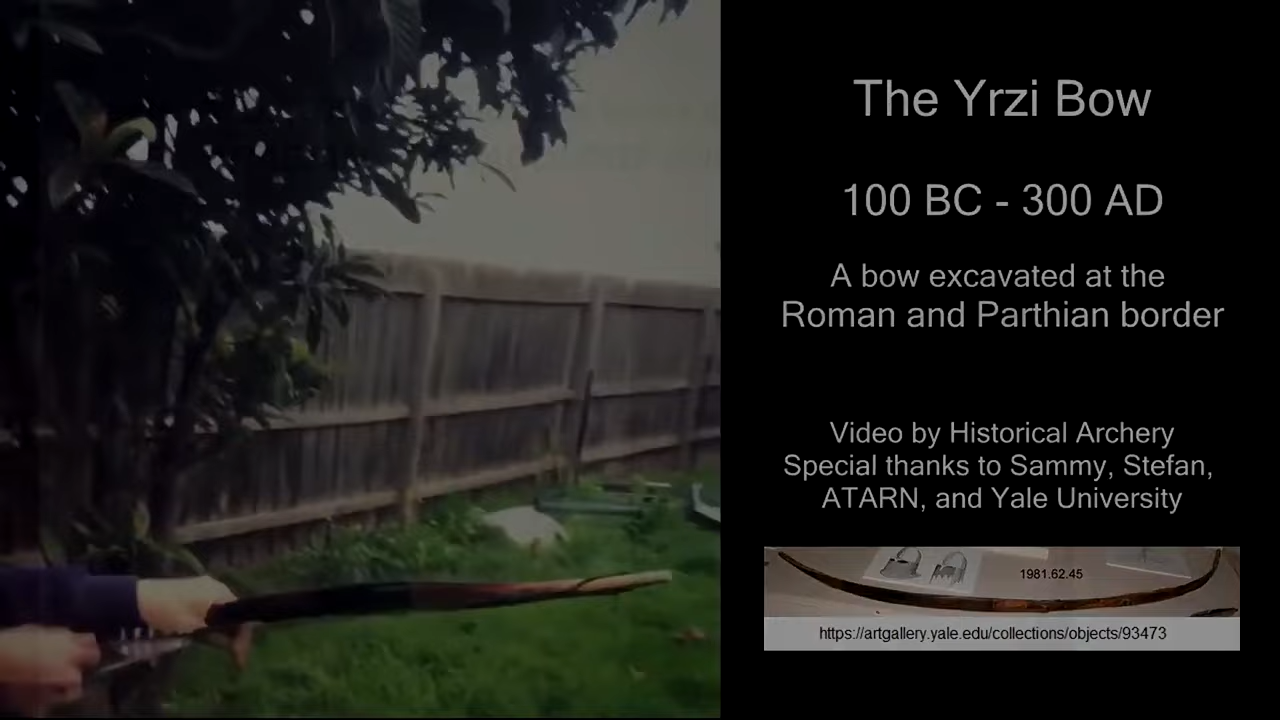 The Yrzi Bow
100 BC - 300 AD
A bow excavated at the
Roman and Parthian border
Video by Historical Archery
Special thanks to Sammy, Stefan,
ATARN, and Yale University
1981.62.45
https://artgallery.yale.edu/collections/objects/93473